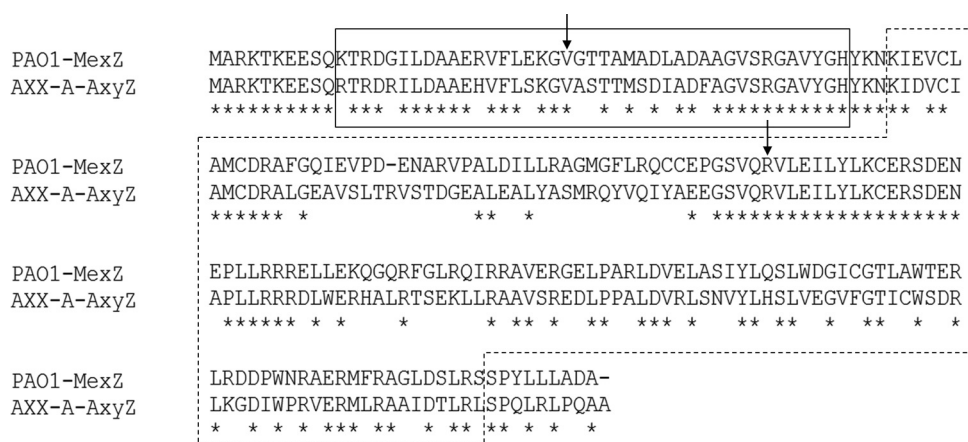 PAO1-MexZ MARKTKEESQKTRDGILDAAERVFLEKGVGTTAMADLADAAGVSRGAVYGHYKNKIEVCL
AXX-A-AxyZ MARKTKEESQRTRDRILDAAEHVFLSKGVASTTMSDIADFAGVSRGAVYGHYKNKIDVCI
********** *** ****** *** ***  * * *  ** **************** **
PAO1-MexZ AMCDRAFGQIEVPD-ENARVPALDILLRAGMGFLRQCCEPGSVQRVLEILYLKCERSDEN
AXX-A-AxyZ AMCDRALGEAVSLTRVSTDGEALEALYASMRQYVQIYAEEGSVQRVLEILYLKCERSDEN
****** *             **  *            * ********************
PAO1-MexZ EPLLRRRELLEKQGQRFGLRQIRRAVERGELPARLDVELASIYLQSLWDGICGTLAWTER
AXX-A-AxyZ APLLRRRDLWERHALRTSEKLLRAAVSREDLPPALDVRLSNVYLHSLVEGVFGTICWSDR
****** * *    *      * ** *  **  *** *   ** **  *  **  *  *
PAO1-MexZ LRDDPWNRAERMFRAGLDSLRSSPYLLLADA-
AXX-A-AxyZ LKGDIWPRVERMLRAAIDTLRLSPQLRLPQAA
*  * * * *** **  * ** ** * *  *